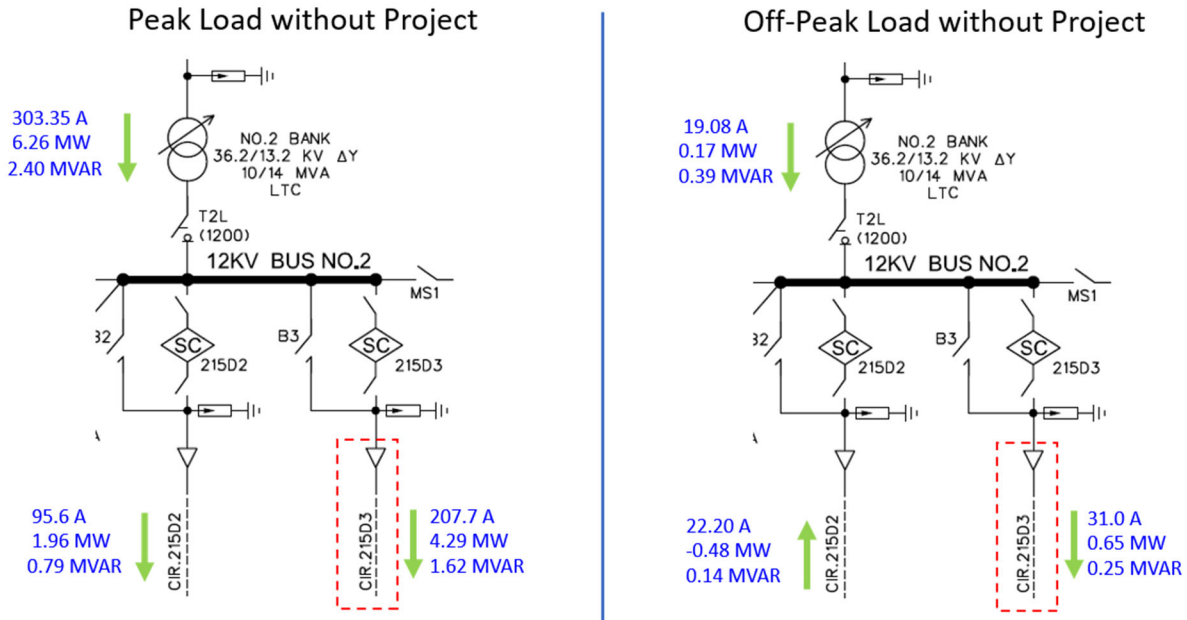 Peak Load without Project
303.35 A
6.26 MW
2.40 MVAR
NO.2 BANK
36.2/13.2 KV ΔY
10/14 MVA
LTC
T2L
(1200)
12KV BUS NO.2
MS1
B2
SC
215D2
B3
SC
215D3
95.6 A
1.96 MW
0.79 MVAR
CIR.215D2
CIR.215D3
207.7 A
4.29 MW
1.62 MVAR
Off-Peak Load without Project
19.08 A
0.17 MW
0.39 MVAR
NO.2 BANK
36.2/13.2 KV ΔY
10/14 MVA
LTC
T2L
(1200)
12KV BUS NO.2
MS1
B2
SC
215D2
B3
SC
215D3
22.20 A
-0.48 MW
0.14 MVAR
CIR.215D2
CIR.215D3
31.0 A
0.65 MW
0.25 MVAR